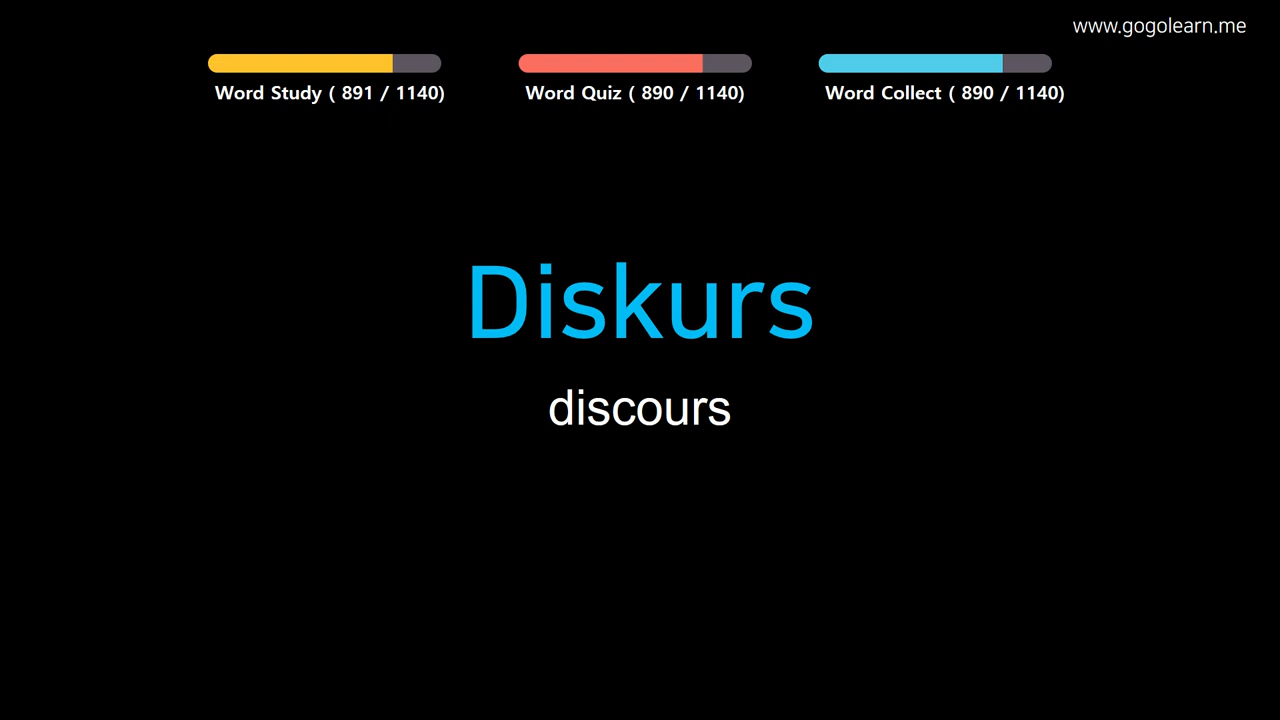 www.gogolearn.me
Word Study ( 891 / 1140)
Word Quiz ( 890 / 1140)
Word Collect ( 890 / 1140)
Diskurs
discours